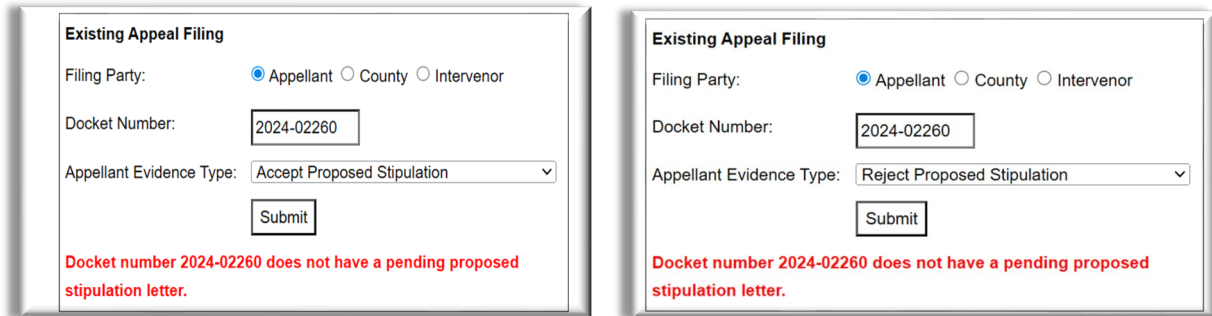 Existing Appeal Filing
Filing Party: Appellant County Intervenor
Docket Number: 2024-02260
Appellant Evidence Type: Accept Proposed Stipulation
Submit
Docket number 2024-02260 does not have a pending proposed
stipulation letter.
Existing Appeal Filing
Filing Party: Appellant County Intervenor
Docket Number: 2024-02260
Appellant Evidence Type: Reject Proposed Stipulation
Submit
Docket number 2024-02260 does not have a pending proposed
stipulation letter.